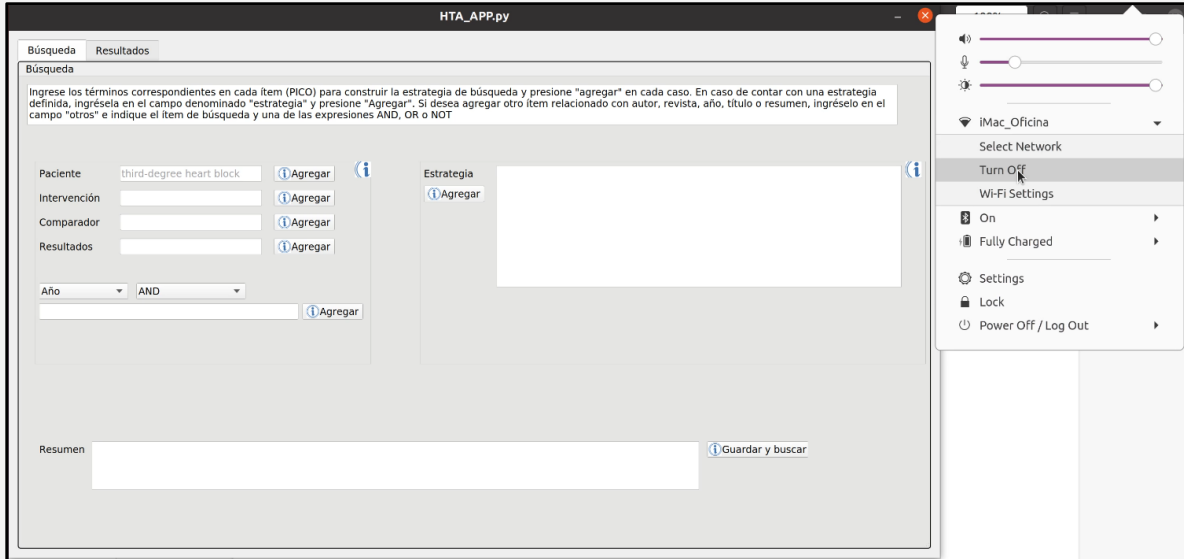 HTA_APP.py
Búsqueda Resultados
Búsqueda
Ingrese los términos correspondientes en cada ítem (PICO) para construir la estrategia de búsqueda y presione "agregar" en cada caso. En caso de contar con una estrategia
definida, ingrésela en el campo denominado "estrategia" y presione "Agregar". Si desea agregar otro ítem relacionado con autor, revista, año, título o resumen, ingréselo en el
campo "otros" e indique el ítem de búsqueda y una de las expresiones AND, OR o NOT
Paciente third-degree heart block Agregar
Intervención Agregar
Comparador Agregar
Resultados Agregar
Año AND
Agregar
Estrategia
Agregar
Resumen Guardar y buscar
iMac_Oficina
Select Network
Turn Off
Wi-Fi Settings
On
Fully Charged
Settings
Lock
Power Off / Log Out